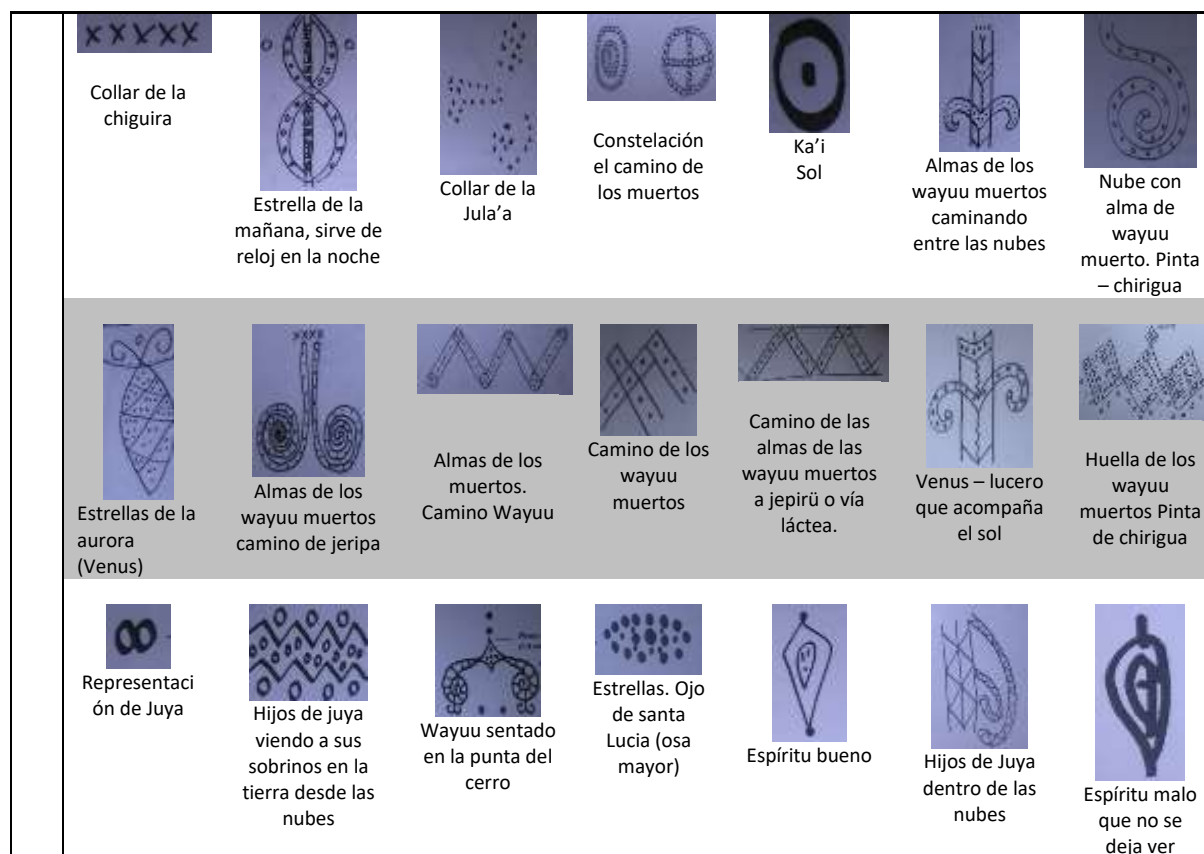 Collar de la
chiguira
Estrella de la
mañana, sirve de
reloj en la noche
Collar de la
Jula’a
Constelación
el camino de
los muertos
Ka’i
Sol
Almas de los
wayuu muertos
caminando
entre las nubes
Nube con
alma de
wayuu
muerto. Pinta
– chirigua
Estrellas de la
aurora
(Venus)
Almas de los
wayuu muertos
camino de jeripa
Almas de los
muertos.
Camino Wayuu
Camino de los
wayuu
muertos
Camino de las
almas de las
wayuu muertos
a jepirü o vía
láctea.
Venus – lucero
que acompaña
el sol
Huella de los
wayuu
muertos Pinta
de chirigua
Representaci
ón de Juya
Hijos de juya
viendo a sus
sobrinos en la
tierra desde las
nubes
Wayuu sentado
en la punta del
cerro
Estrellas. Ojo
de santa
Lucia (osa
mayor)
Espíritu bueno
Hijos de Juya
dentro de las
nubes
Espíritu malo
que no se
deja ver